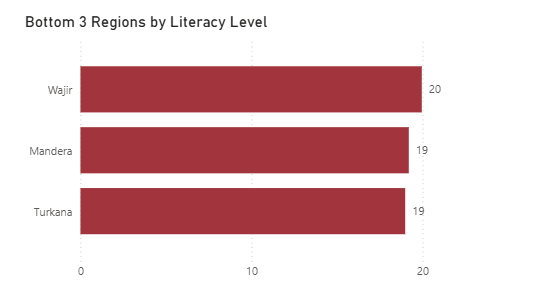 Bottom 3 Regions by Literacy Level
Wajir 20
Mandera 19
Turkana 19
0 10 20